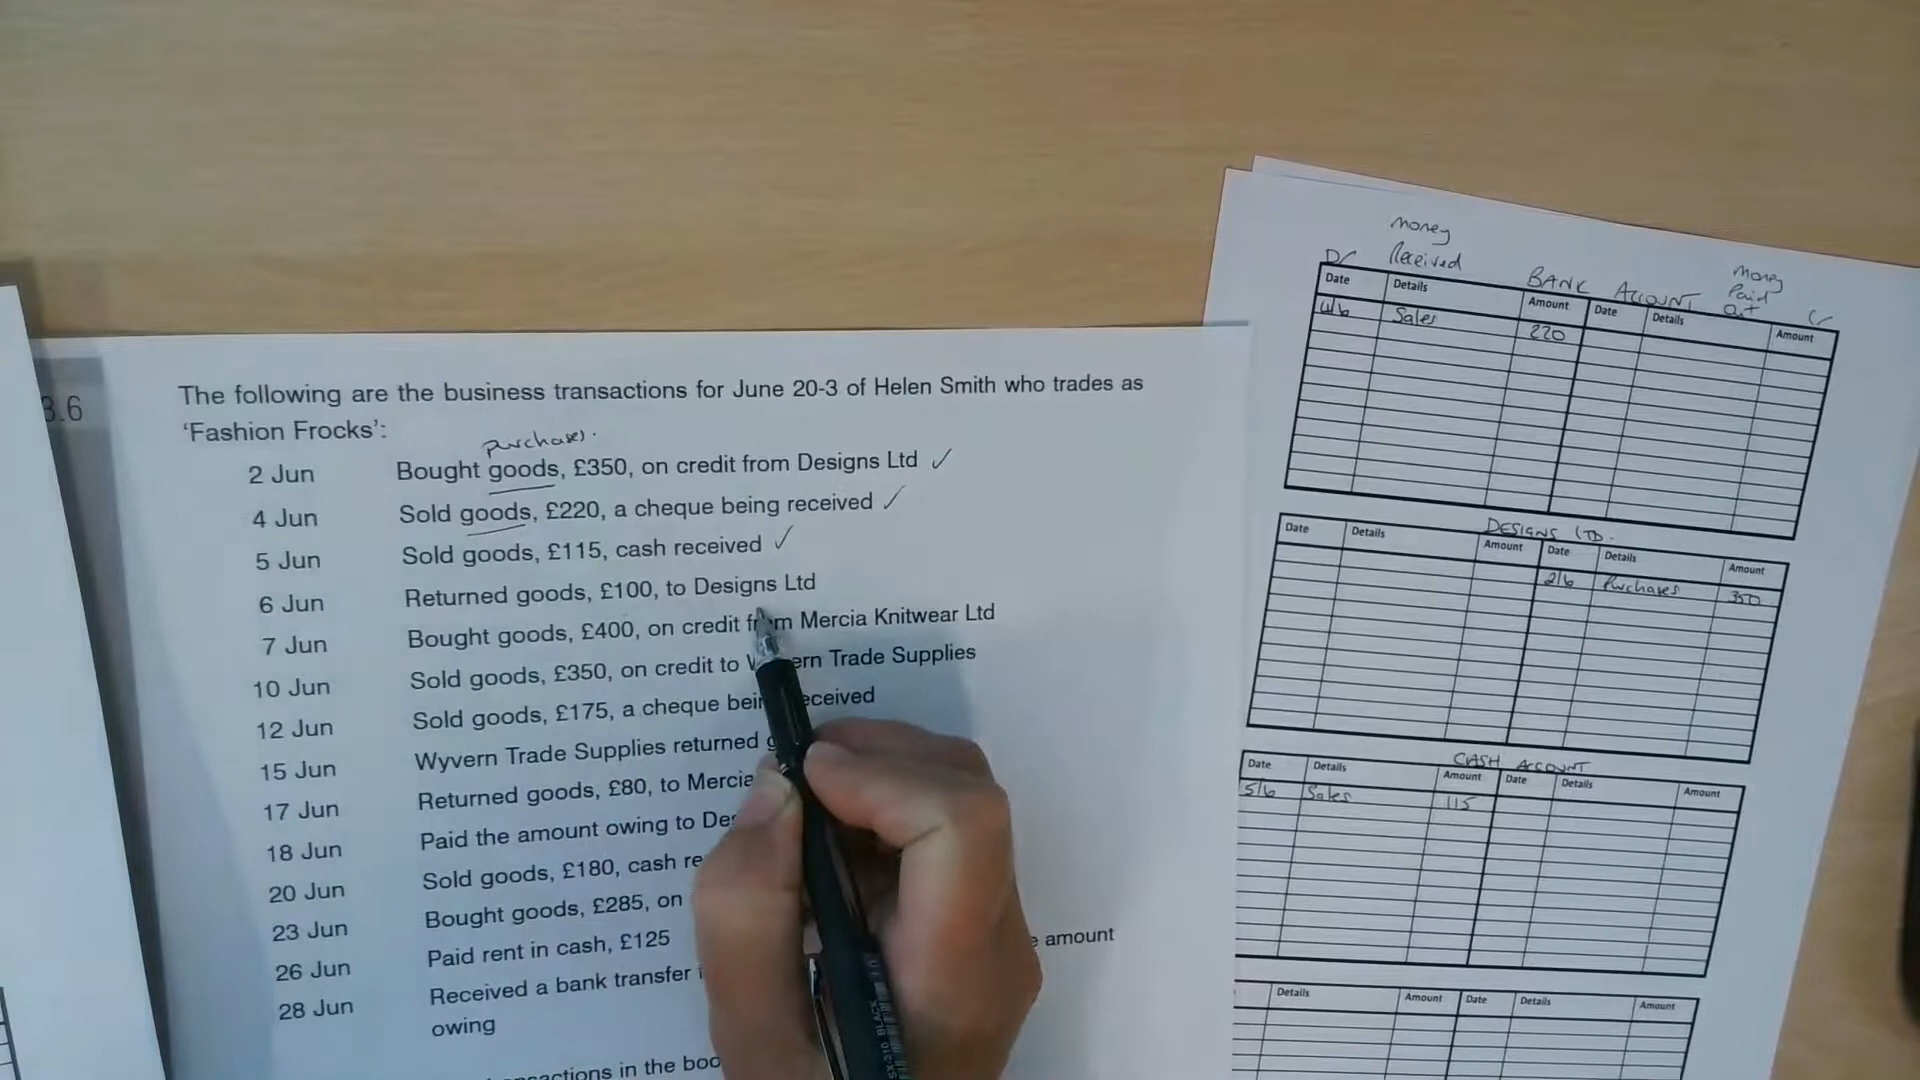 3.6
The following are the business transactions for June 20-3 of Helen Smith who trades as
‘Fashion Frocks’:
purchases.
2 Jun Bought goods, £350, on credit from Designs Ltd ✓
4 Jun Sold goods, £220, a cheque being received ✓
5 Jun Sold goods, £115, cash received ✓
6 Jun Returned goods, £100, to Designs Ltd
7 Jun Bought goods, £400, on credit from Mercia Knitwear Ltd
10 Jun Sold goods, £350, on credit to Trade Supplies
12 Jun Sold goods, £175, a cheque being received
15 Jun Wyvern Trade Supplies returned
17 Jun Returned goods, £80, to Mercia
18 Jun Paid the amount owing to
20 Jun Sold goods, £180, cash
23 Jun Bought goods, £285, on
26 Jun Paid rent in cash, £125
28 Jun Received a bank transfer amount
owing
in the
Money
Received
Dr
BANK ACCOUNT
Money
Paid
Out
Cr
Date Details Amount Date Details Amount
4/6 Sales 220
DESIGNS LTD.
Date Details Amount Date Details Amount
2/6 Purchases 350
CASH ACCOUNT
Date Details Amount Date Details Amount
5/6 Sales 115
Details Amount Date Details Amount
SX-210 BLACK